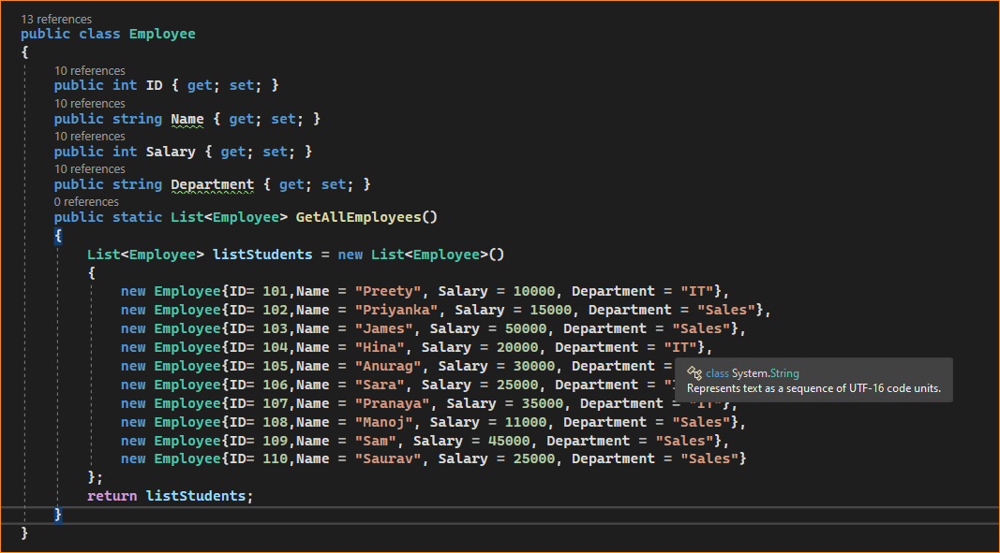 13 references
public class Employee
{
10 references
public int ID { get; set; }
10 references
public string Name { get; set; }
10 references
public int Salary { get; set; }
10 references
public string Department { get; set; }
0 references
public static List<Employee> GetAllEmployees()
{
List<Employee> listStudents = new List<Employee>()
{
new Employee{ID= 101,Name = "Preety", Salary = 10000, Department = "IT"},
new Employee{ID= 102,Name = "Priyanka", Salary = 15000, Department = "Sales"},
new Employee{ID= 103,Name = "James", Salary = 50000, Department = "Sales"},
new Employee{ID= 104,Name = "Hina", Salary = 20000, Department = "IT"},
new Employee{ID= 105,Name = "Anurag", Salary = 30000, Department =
class System.String
new Employee{ID= 106,Name = "Sara", Salary = 25000, Department =
Represents text as a sequence of UTF-16 code units.
new Employee{ID= 107,Name = "Pranaya", Salary = 35000, Department = "IT"},
new Employee{ID= 108,Name = "Manoj", Salary = 11000, Department = "Sales"},
new Employee{ID= 109,Name = "Sam", Salary = 45000, Department = "Sales"},
new Employee{ID= 110,Name = "Saurav", Salary = 25000, Department = "Sales"}
};
return listStudents;
}
}